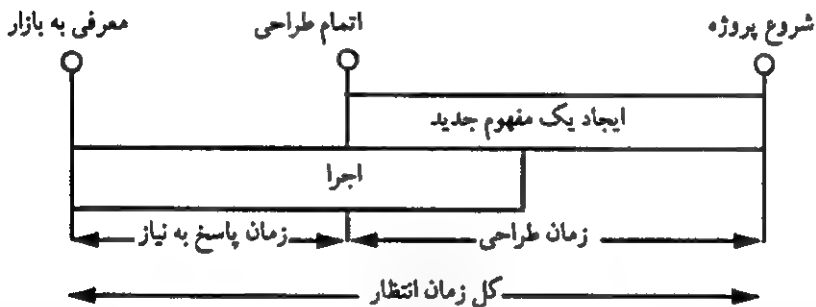 شروع پروژه
اتمام طراحی
معرفی به بازار
ایجاد یک مفهوم جدید
اجرا
زمان طراحی
زمان پاسخ به نیاز
کل زمان انتظار